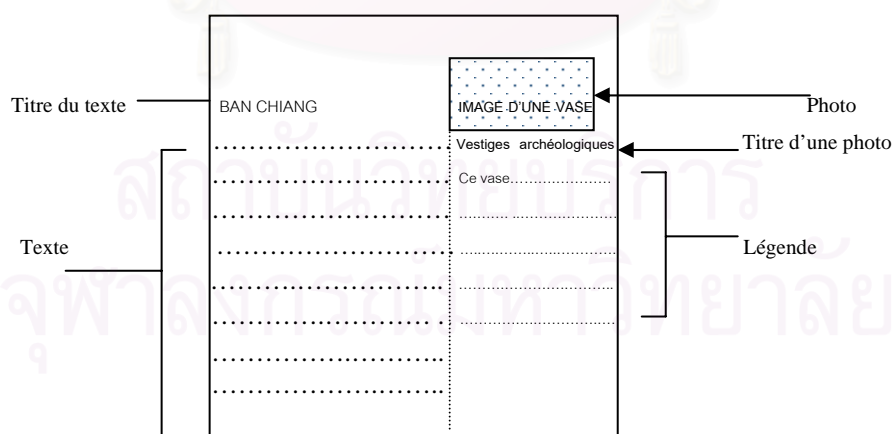 Titre du texte
BAN CHIANG
IMAGE D'UNE VASE
Photo
Vestiges archéologiques
Titre d'une photo
Ce vase
Texte
Légende
สถาบันวิทยบริการ
จุฬาลงกรณ์มหาวิทยาลัย